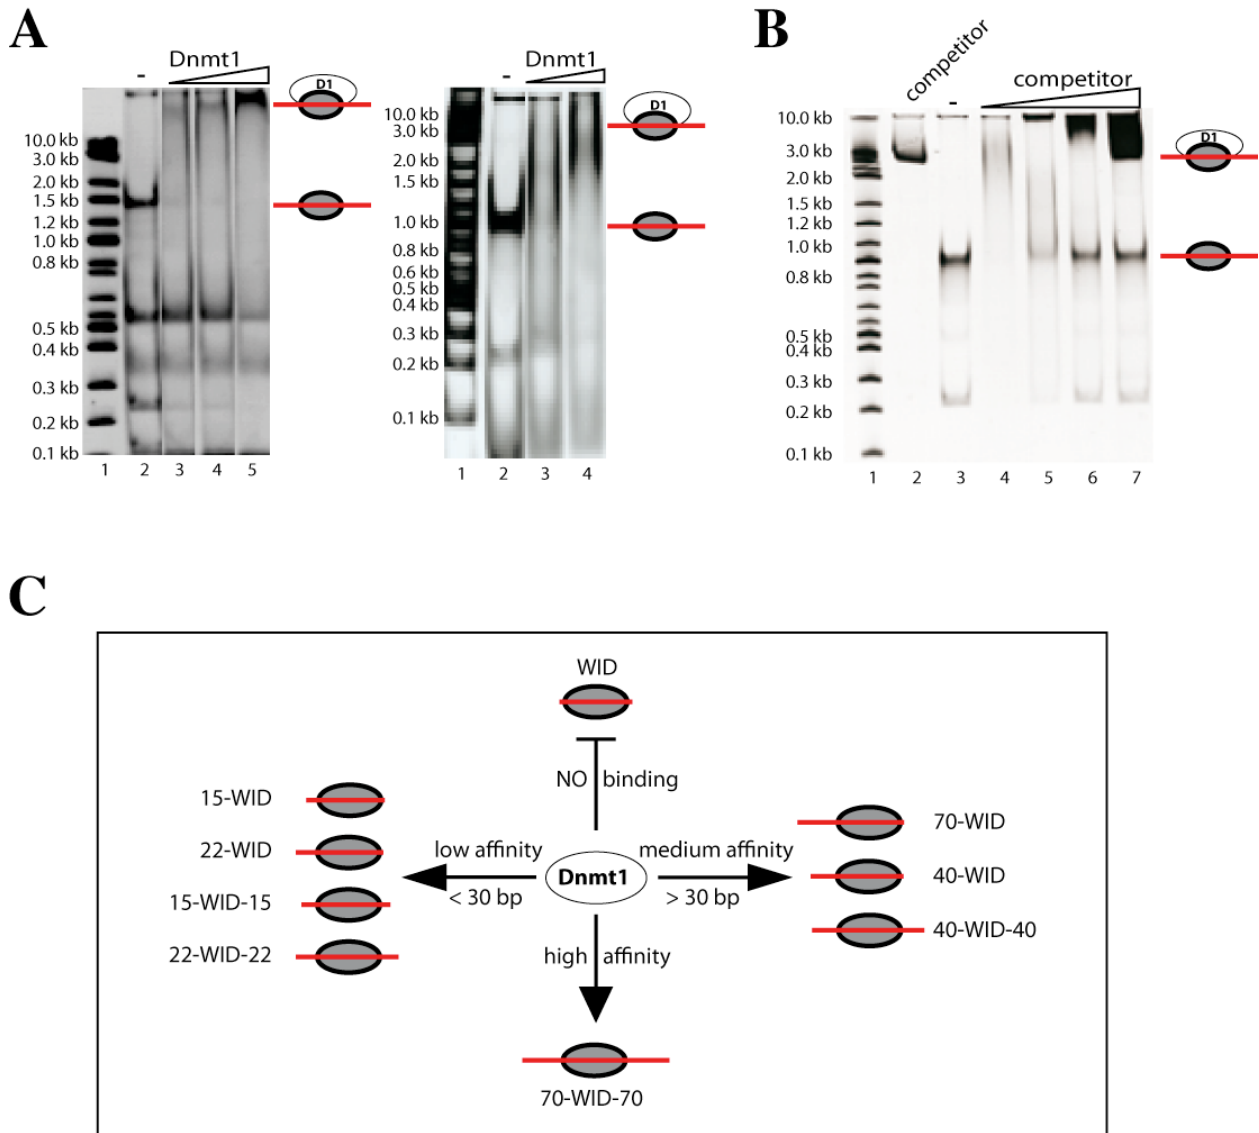 A
Dnmt1
-
D1
10.0 kb
3.0 kb
2.0 kb
1.5 kb
1.2 kb
1.0 kb
0.8 kb
0.5 kb
0.4 kb
0.3 kb
0.2 kb
0.1 kb
1 2 3 4 5
Dnmt1
-
D1
10.0 kb
3.0 kb
2.0 kb
1.5 kb
1.0 kb
0.8 kb
0.6 kb
0.5 kb
0.4 kb
0.3 kb
0.2 kb
0.1 kb
1 2 3 4
B
competitor
-
competitor
D1
10.0 kb
3.0 kb
2.0 kb
1.5 kb
1.2 kb
1.0 kb
0.8 kb
0.5 kb
0.4 kb
0.3 kb
0.2 kb
0.1 kb
1 2 3 4 5 6 7
C
WID
NO binding
15-WID
22-WID
15-WID-15
22-WID-22
low affinity
< 30 bp
Dnmt1
medium affinity
> 30 bp
70-WID
40-WID
40-WID-40
high affinity
70-WID-70